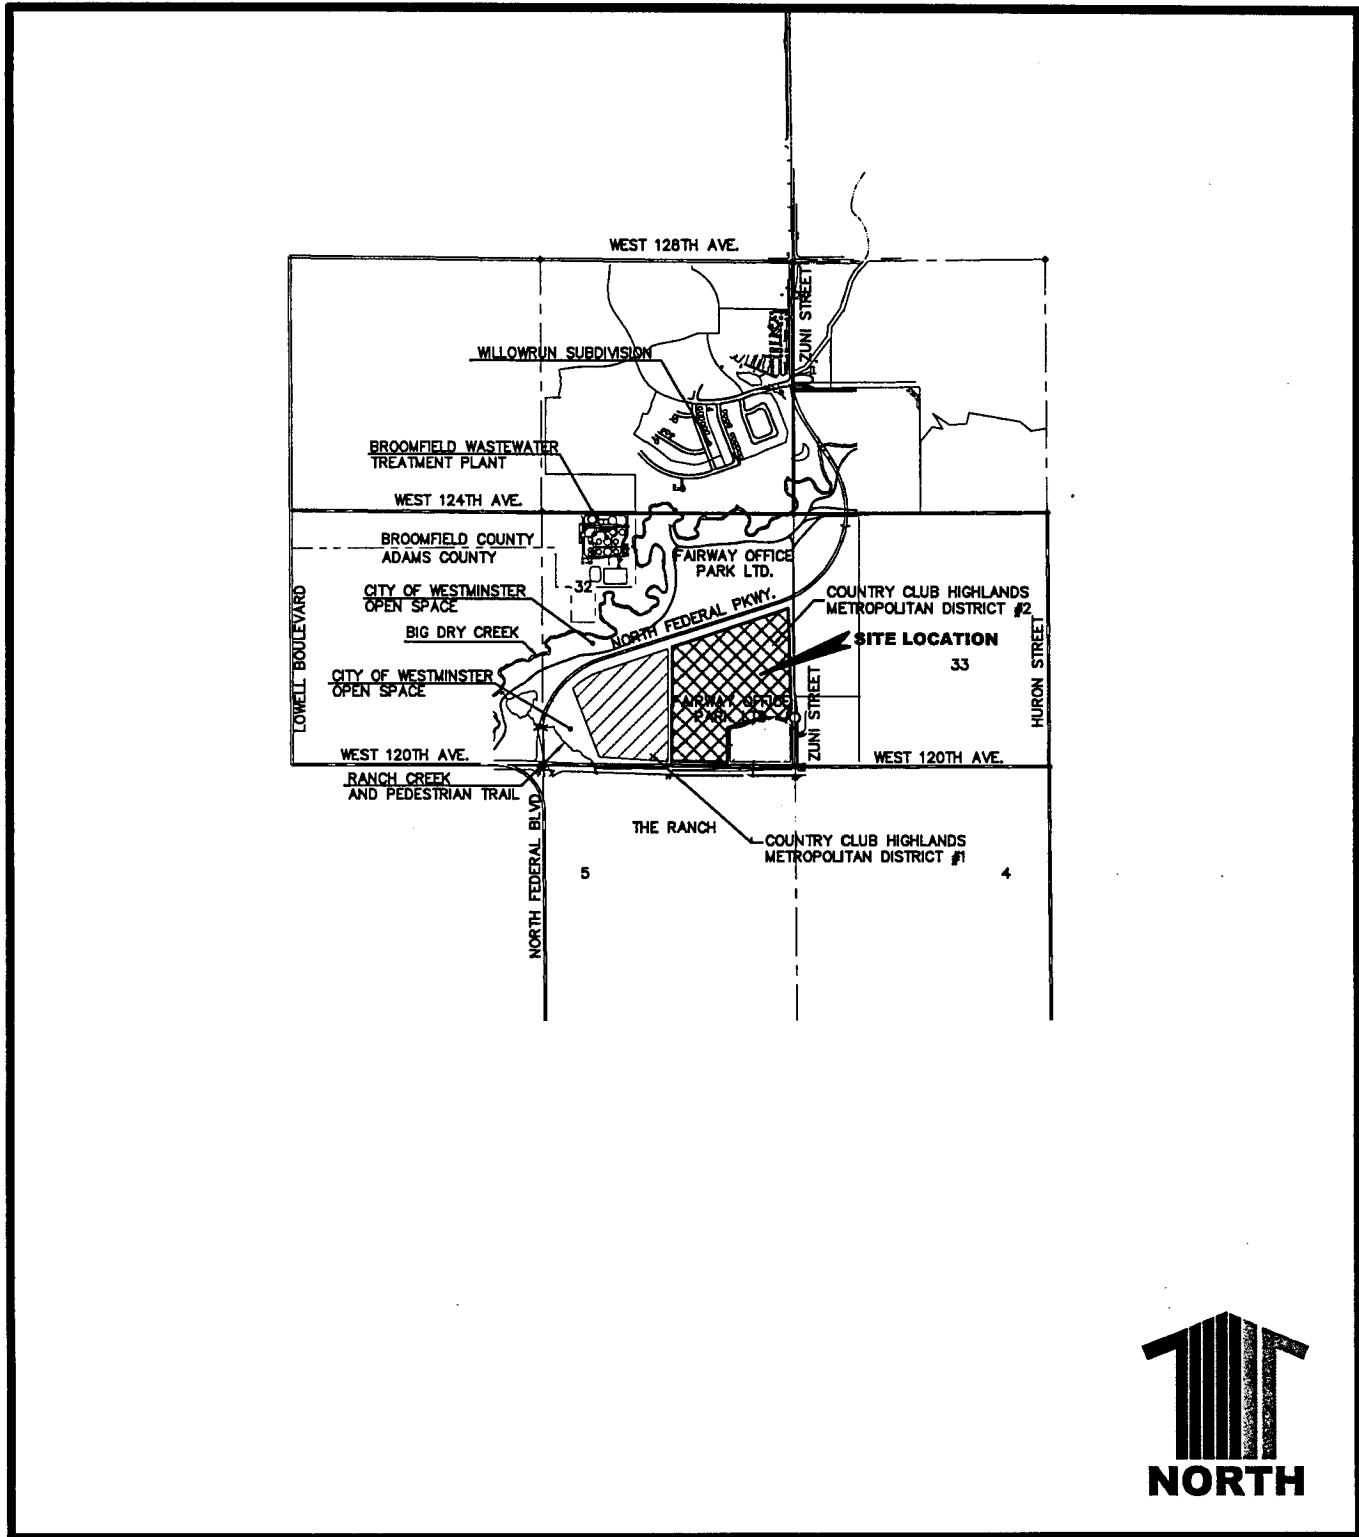 WEST 128TH AVE.
ZUNI STREET
WILLOWRUN SUBDIVISION
BROOMFIELD WASTEWATER
TREATMENT PLANT
WEST 124TH AVE.
BROOMFIELD COUNTY
ADAMS COUNTY
FAIRWAY OFFICE
PARK LTD.
32
CITY OF WESTMINSTER
OPEN SPACE
NORTH FEDERAL PKWY.
COUNTRY CLUB HIGHLANDS
METROPOLITAN DISTRICT #2
BIG DRY CREEK
SITE LOCATION
33
LOWELL BOULEVARD
HURON STREET
CITY OF WESTMINSTER
OPEN SPACE
FAIRWAY OFFICE
PARK LTD.
ZUNI STREET
WEST 120TH AVE.
WEST 120TH AVE.
RANCH CREEK
AND PEDESTRIAN TRAIL
NORTH FEDERAL BLVD.
THE RANCH
COUNTRY CLUB HIGHLANDS
METROPOLITAN DISTRICT #1
5
4
NORTH